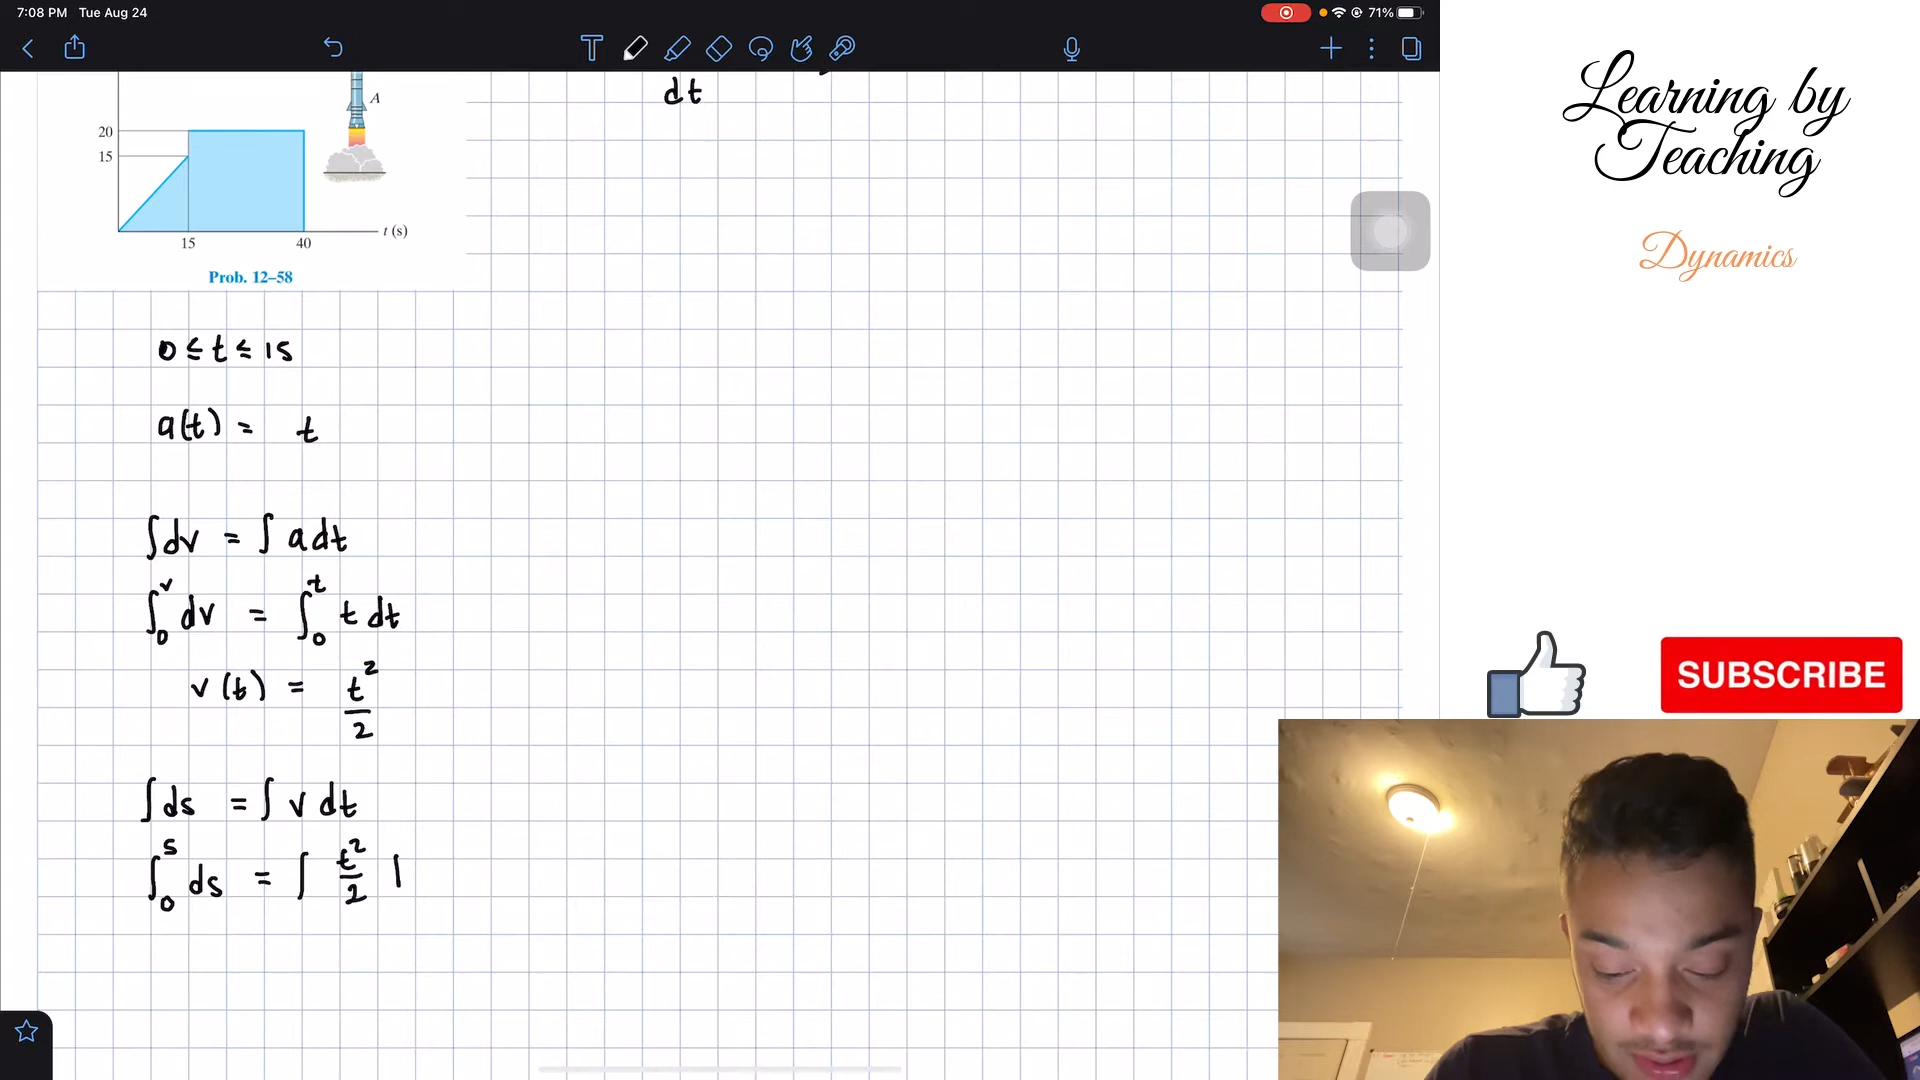 7:08 PM Tue Aug 24
71%
dt
A
20
15
15
40
t (s)
Prob. 12–58
0 ≤ t ≤ 15
a(t) = t
∫dv = ∫ a dt
∫₀ᵛ dv = ∫₀ᵗ t dt
v(t) = t²/2
∫ds = ∫ v dt
∫₀ˢ ds = ∫ t²/2
Learning by
Teaching
Dynamics
SUBSCRIBE